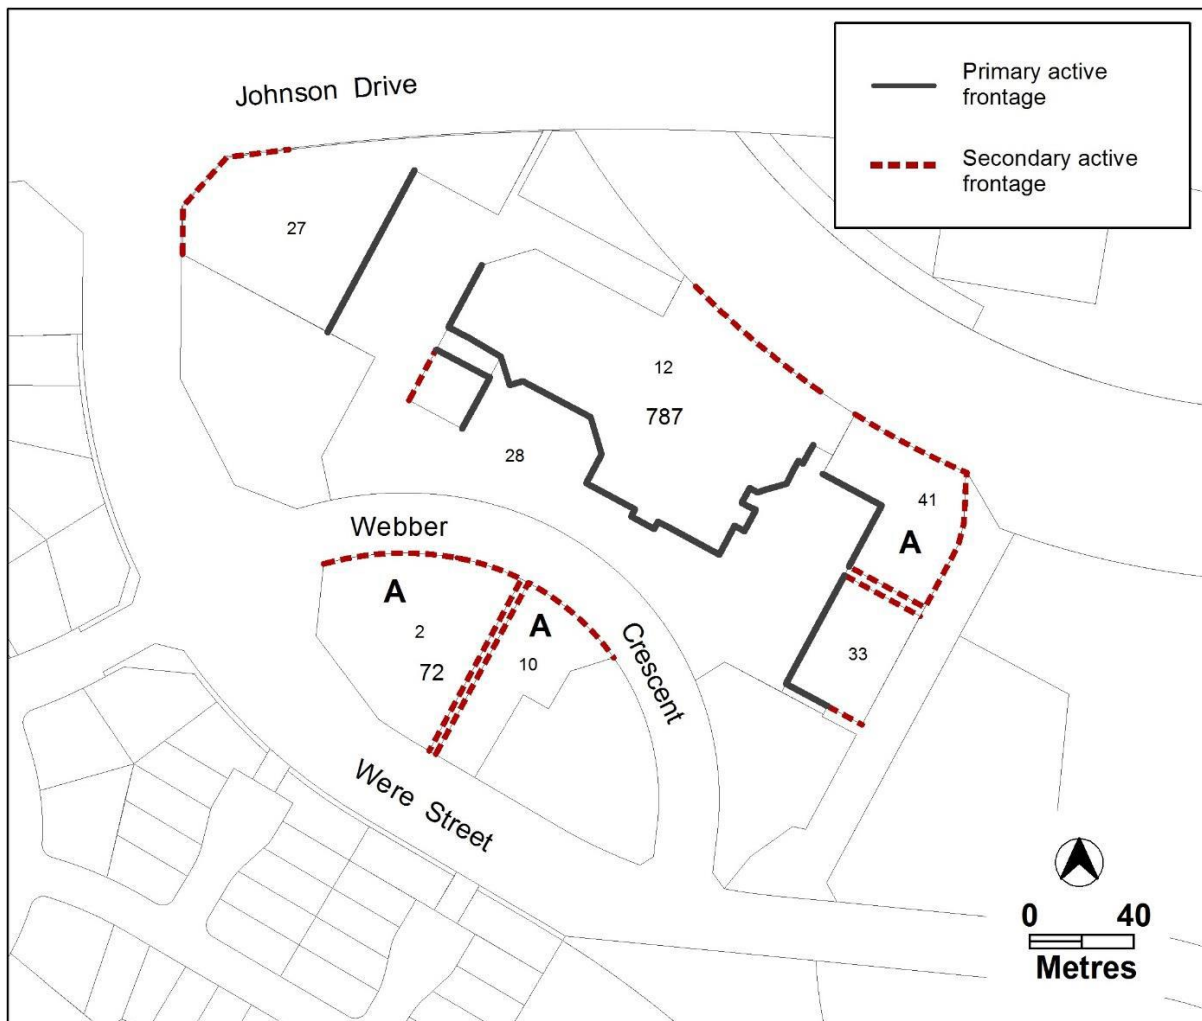 Johnson Drive
Primary active
frontage
Secondary active
frontage
27
12
787
28
41
A
Webber
A
A
2
10
72
Crescent
33
Were Street
0 40
Metres